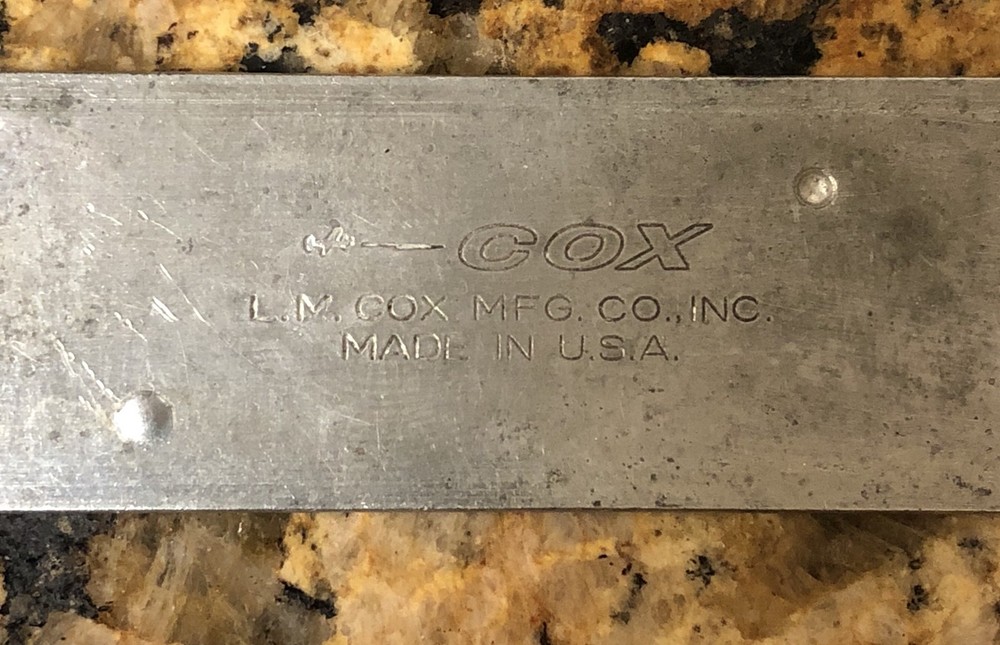 COX
L.M. COX MFG. CO., INC.
MADE IN U.S.A.